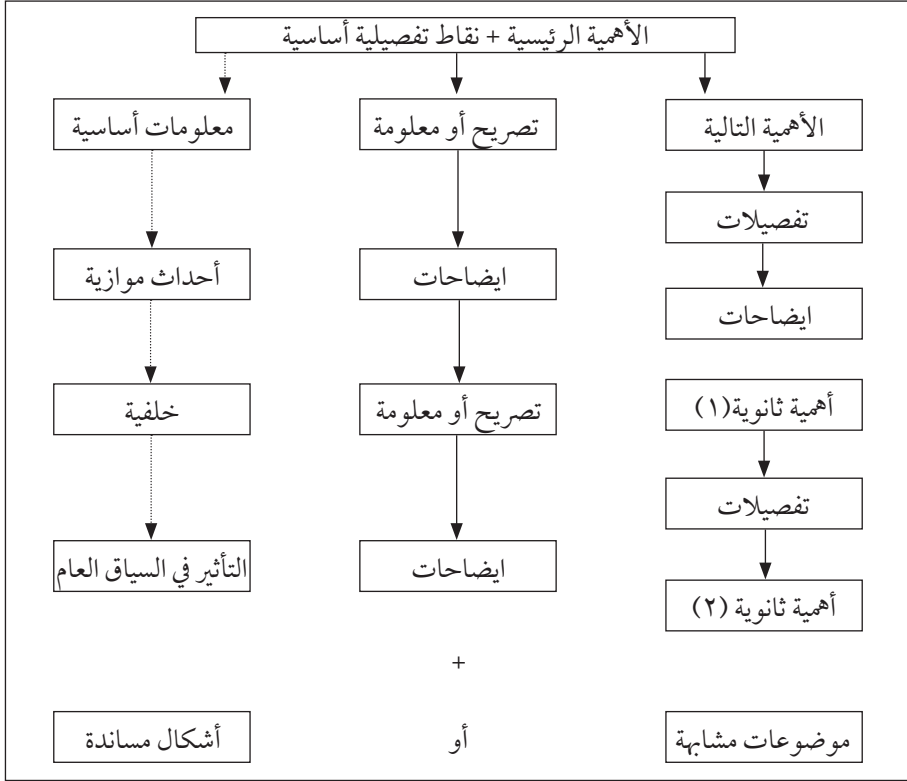 الأهمية الرئيسية + نقاط تفصيلية أساسية
الأهمية التالية
تفصيلات
ايضاحات
أهمية ثانوية (١)
تفصيلات
أهمية ثانوية (٢)
تصريح أو معلومة
ايضاحات
تصريح أو معلومة
ايضاحات
معلومات أساسية
أحداث موازية
خلفية
التأثير في السياق العام
+
موضوعات مشابهة
أو
أشكال مساندة